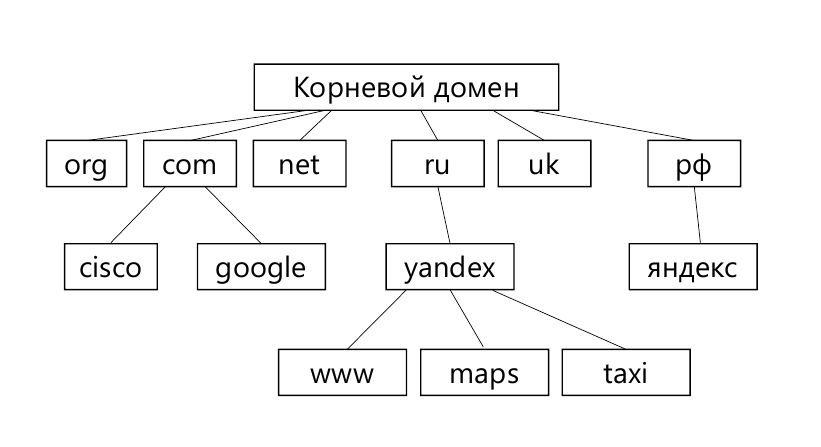 Корневой домен
org com net ru uk рф
cisco google yandex яндекс
www maps taxi